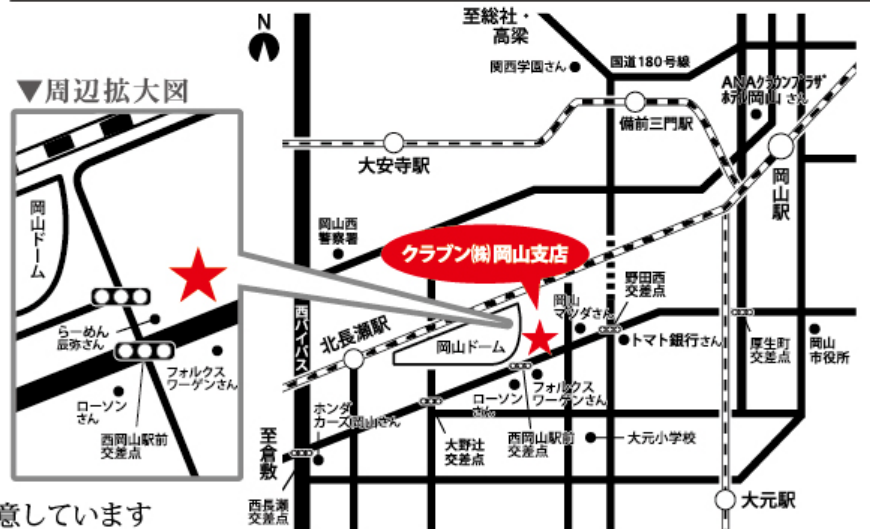 N
至総社・
高梁
関西学園さん
国道180号線
ANAクラウンプラザ
ホテル岡山 さん
備前三門駅
大安寺駅
岡山駅
▼周辺拡大図
岡山ドーム
らーめん
辰弥さん
フォルクス
ワーゲンさん
ローソン
さん
西岡山駅前
交差点
岡山西
警察署
クラブン㈱岡山支店
西バイパス
北長瀬駅
岡山ドーム
岡山
マツダさん
野田西
交差点
トマト銀行さん
厚生町
交差点
岡山
市役所
フォルクス
ワーゲンさん
ローソン
さん
ホンダ
カーズ岡山さん
大野辻
交差点
西岡山駅前
交差点
大元小学校
至倉敷
西長瀬
交差点
大元駅
意しています